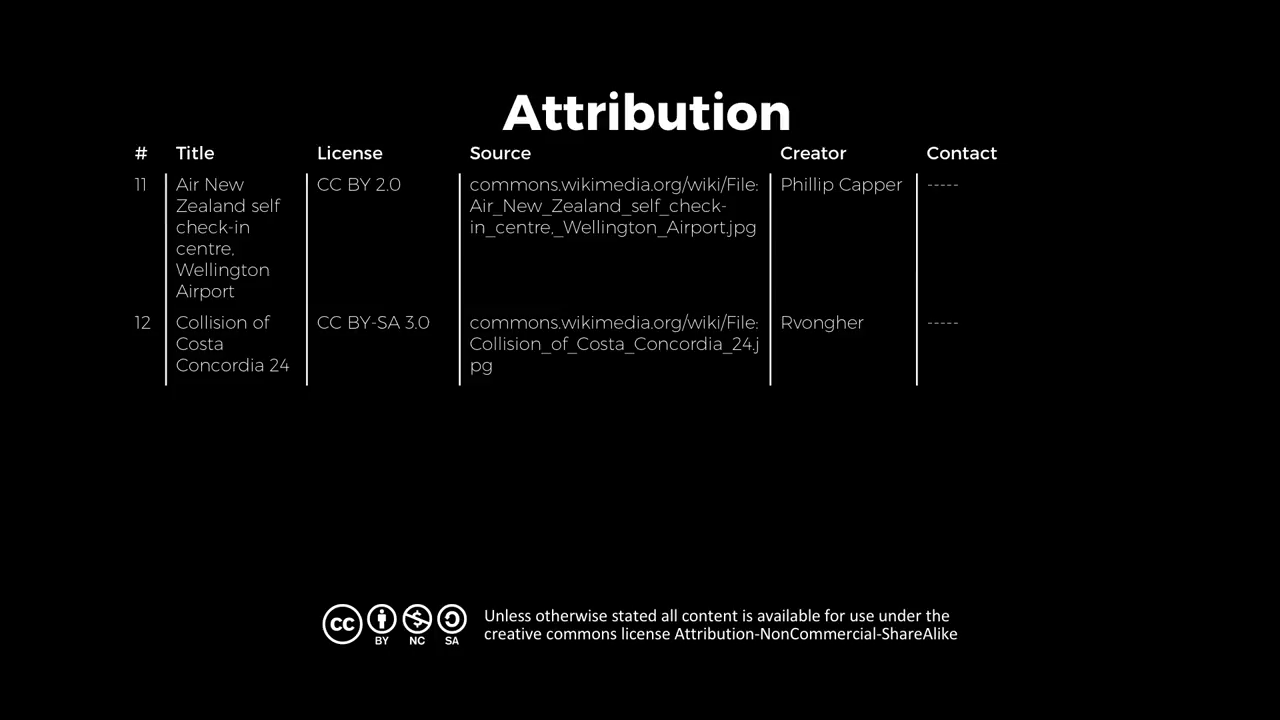 Attribution
# Title License Source Creator Contact
11 Air New CC BY 2.0 commons.wikimedia.org/wiki/File: Phillip Capper -----
Zealand self Air_New_Zealand_self_check-
check-in in_centre,_Wellington_Airport.jpg
centre,
Wellington
Airport
12 Collision of CC BY-SA 3.0 commons.wikimedia.org/wiki/File: Rvongher -----
Costa Collision_of_Costa_Concordia_24.j
Concordia 24 pg
Unless otherwise stated all content is available for use under the
creative commons license Attribution-NonCommercial-ShareAlike
CC BY NC SA